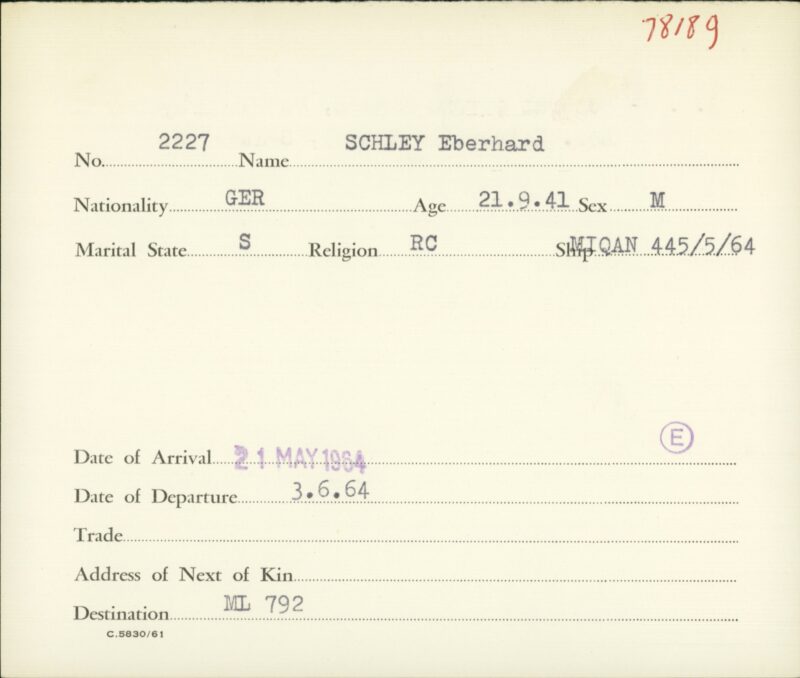 78189
No. 2227 Name SCHLEY Eberhard
Nationality GER Age 21.9.41 Sex M
Marital State S Religion RC Ship MIQAN 445/5/64
E
Date of Arrival 21 MAY 1964
Date of Departure 3.6.64
Trade
Address of Next of Kin
Destination ML 792
C.5830/61